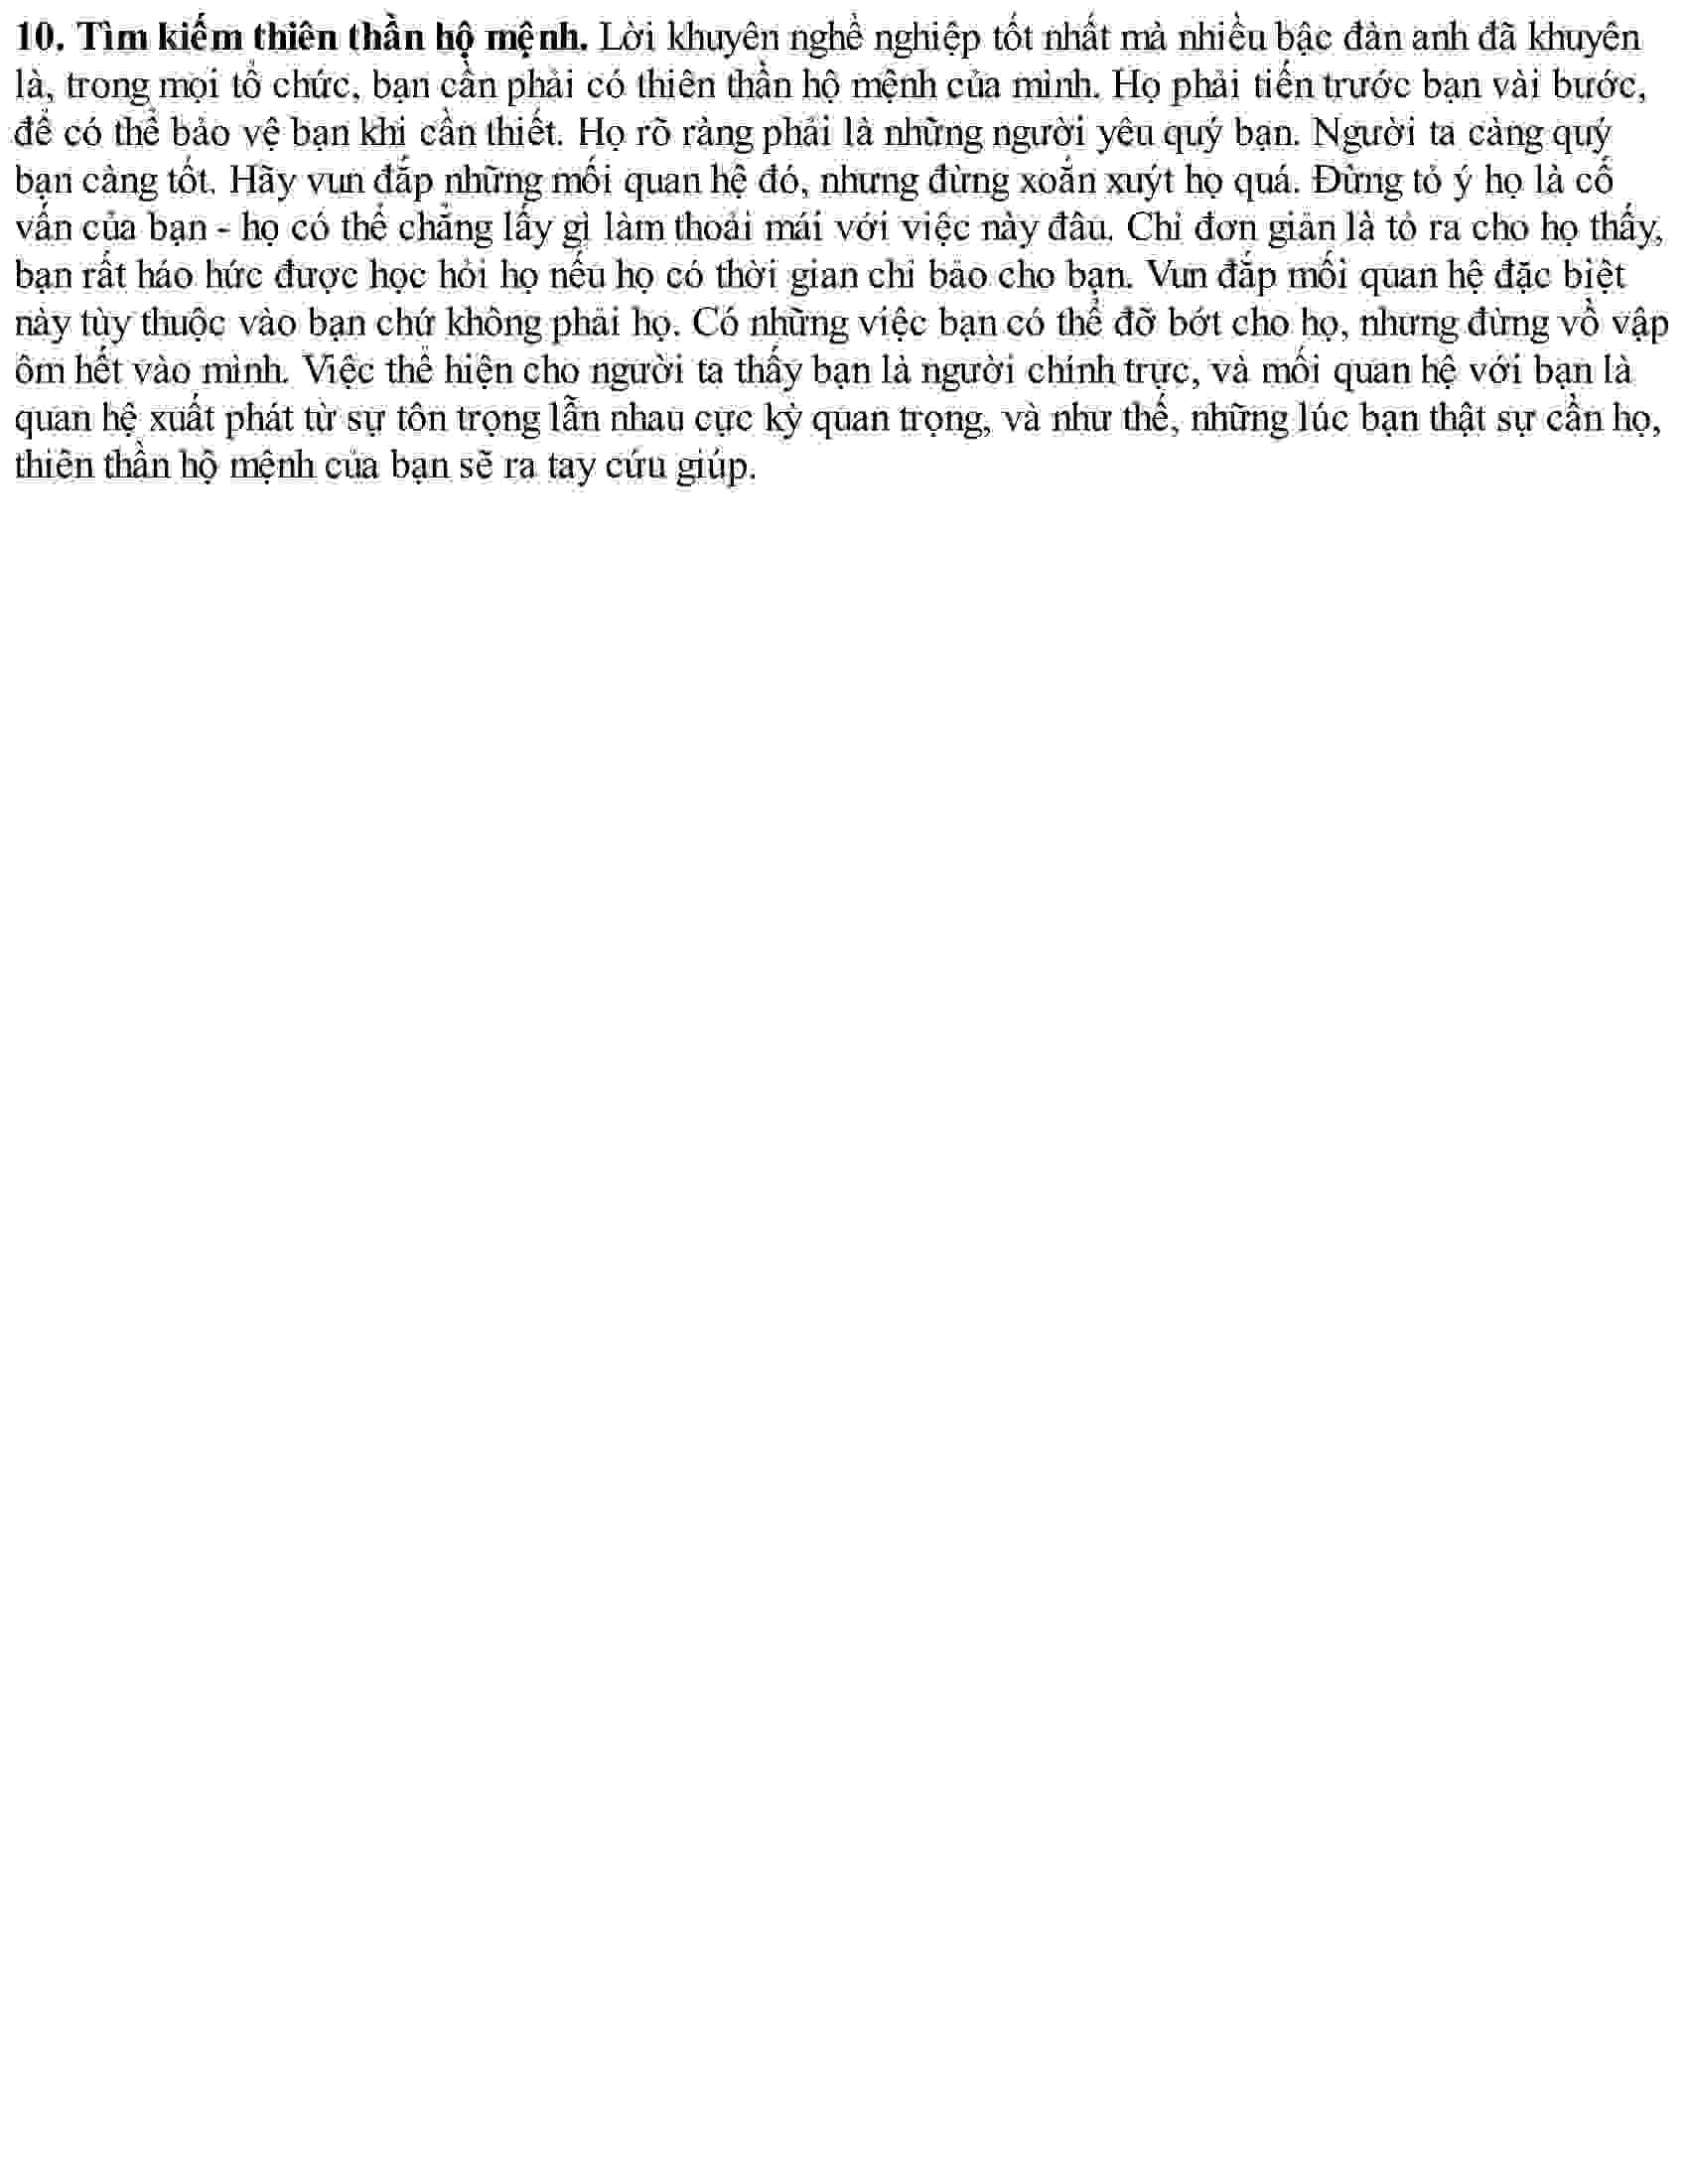 10. Tìm kiếm thiên thần hộ mệnh. Lời khuyên nghề nghiệp tốt nhất mà nhiều bậc đàn anh đã khuyên
là, trong mọi tổ chức, bạn cần phải có thiên thần hộ mệnh của mình. Họ phải tiến trước bạn vài bước,
để có thể bảo vệ bạn khi cần thiết. Họ rõ ràng phải là những người yêu quý bạn. Người ta càng quý
bạn càng tốt. Hãy vun đắp những mối quan hệ đó, nhưng đừng xoắn xuýt họ quá. Đừng tỏ ý họ là cố
vấn của bạn - họ có thể chẳng lấy gì làm thoải mái với việc này đâu. Chỉ đơn giản là tỏ ra cho họ thấy,
bạn rất háo hức được học hỏi họ nếu họ có thời gian chỉ bảo cho bạn. Vun đắp mối quan hệ đặc biệt
này tùy thuộc vào bạn chứ không phải họ. Có những việc bạn có thể đỡ bớt cho họ, nhưng đừng vồ vập
ôm hết vào mình. Việc thể hiện cho người ta thấy bạn là người chính trực, và mối quan hệ với bạn là
quan hệ xuất phát từ sự tôn trọng lẫn nhau cực kỳ quan trọng, và như thế, những lúc bạn thật sự cần họ,
thiên thần hộ mệnh của bạn sẽ ra tay cứu giúp.